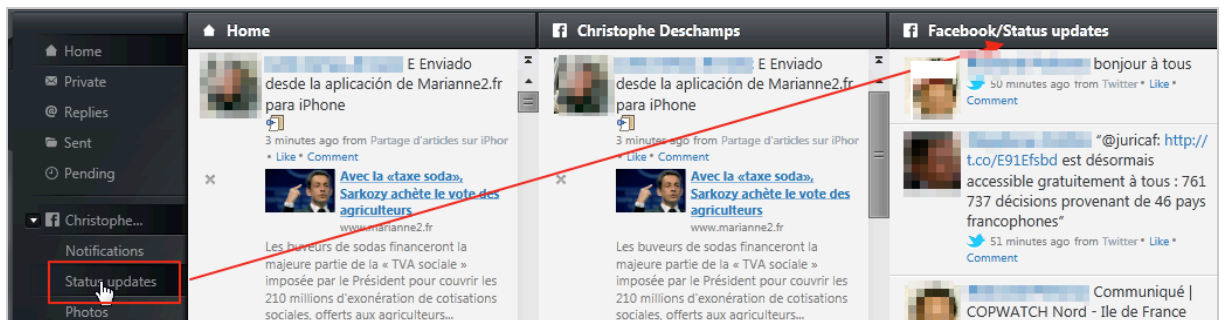 Home
Private
@ Replies
Sent
Pending
Christophe...
Notifications
Status updates
Photos
Home
E Enviado
desde la aplicación de Marianne2.fr
para iPhone
3 minutes ago from Partage d'articles sur iPhor
• Like • Comment
Avec la «taxe soda»,
Sarkozy achète le vote des
agriculteurs
www.marianne2.fr
Les buveurs de sodas financeront la
majeure partie de la « TVA sociale »
imposée par le Président pour couvrir les
210 millions d'exonération de cotisations
sociales, offerts aux agriculteurs...
Christophe Deschamps
E Enviado
desde la aplicación de Marianne2.fr
para iPhone
3 minutes ago from Partage d'articles sur iPhor
• Like • Comment
Avec la «taxe soda»,
Sarkozy achète le vote des
agriculteurs
www.marianne2.fr
Les buveurs de sodas financeront la
majeure partie de la « TVA sociale »
imposée par le Président pour couvrir les
210 millions d'exonération de cotisations
sociales, offerts aux agriculteurs...
Facebook/Status updates
bonjour à tous
50 minutes ago from Twitter • Like •
Comment
"@juricaf: http://
t.co/E91Efsbd est désormais
accessible gratuitement à tous : 761
737 décisions provenant de 46 pays
francophones"
51 minutes ago from Twitter • Like •
Comment
Communiqué |
COPWATCH Nord - Ile de France